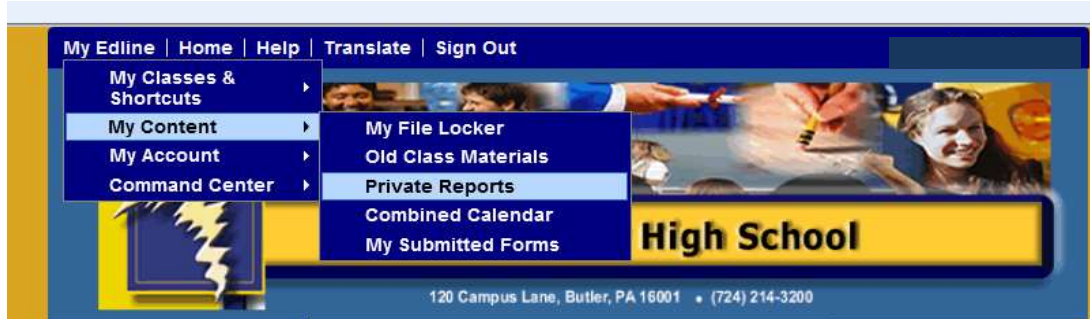 My Edline | Home | Help | Translate | Sign Out
My Classes &
Shortcuts
My Content
My Account
Command Center
My File Locker
Old Class Materials
Private Reports
Combined Calendar
My Submitted Forms
High School
120 Campus Lane, Butler, PA 16001 • (724) 214-3200